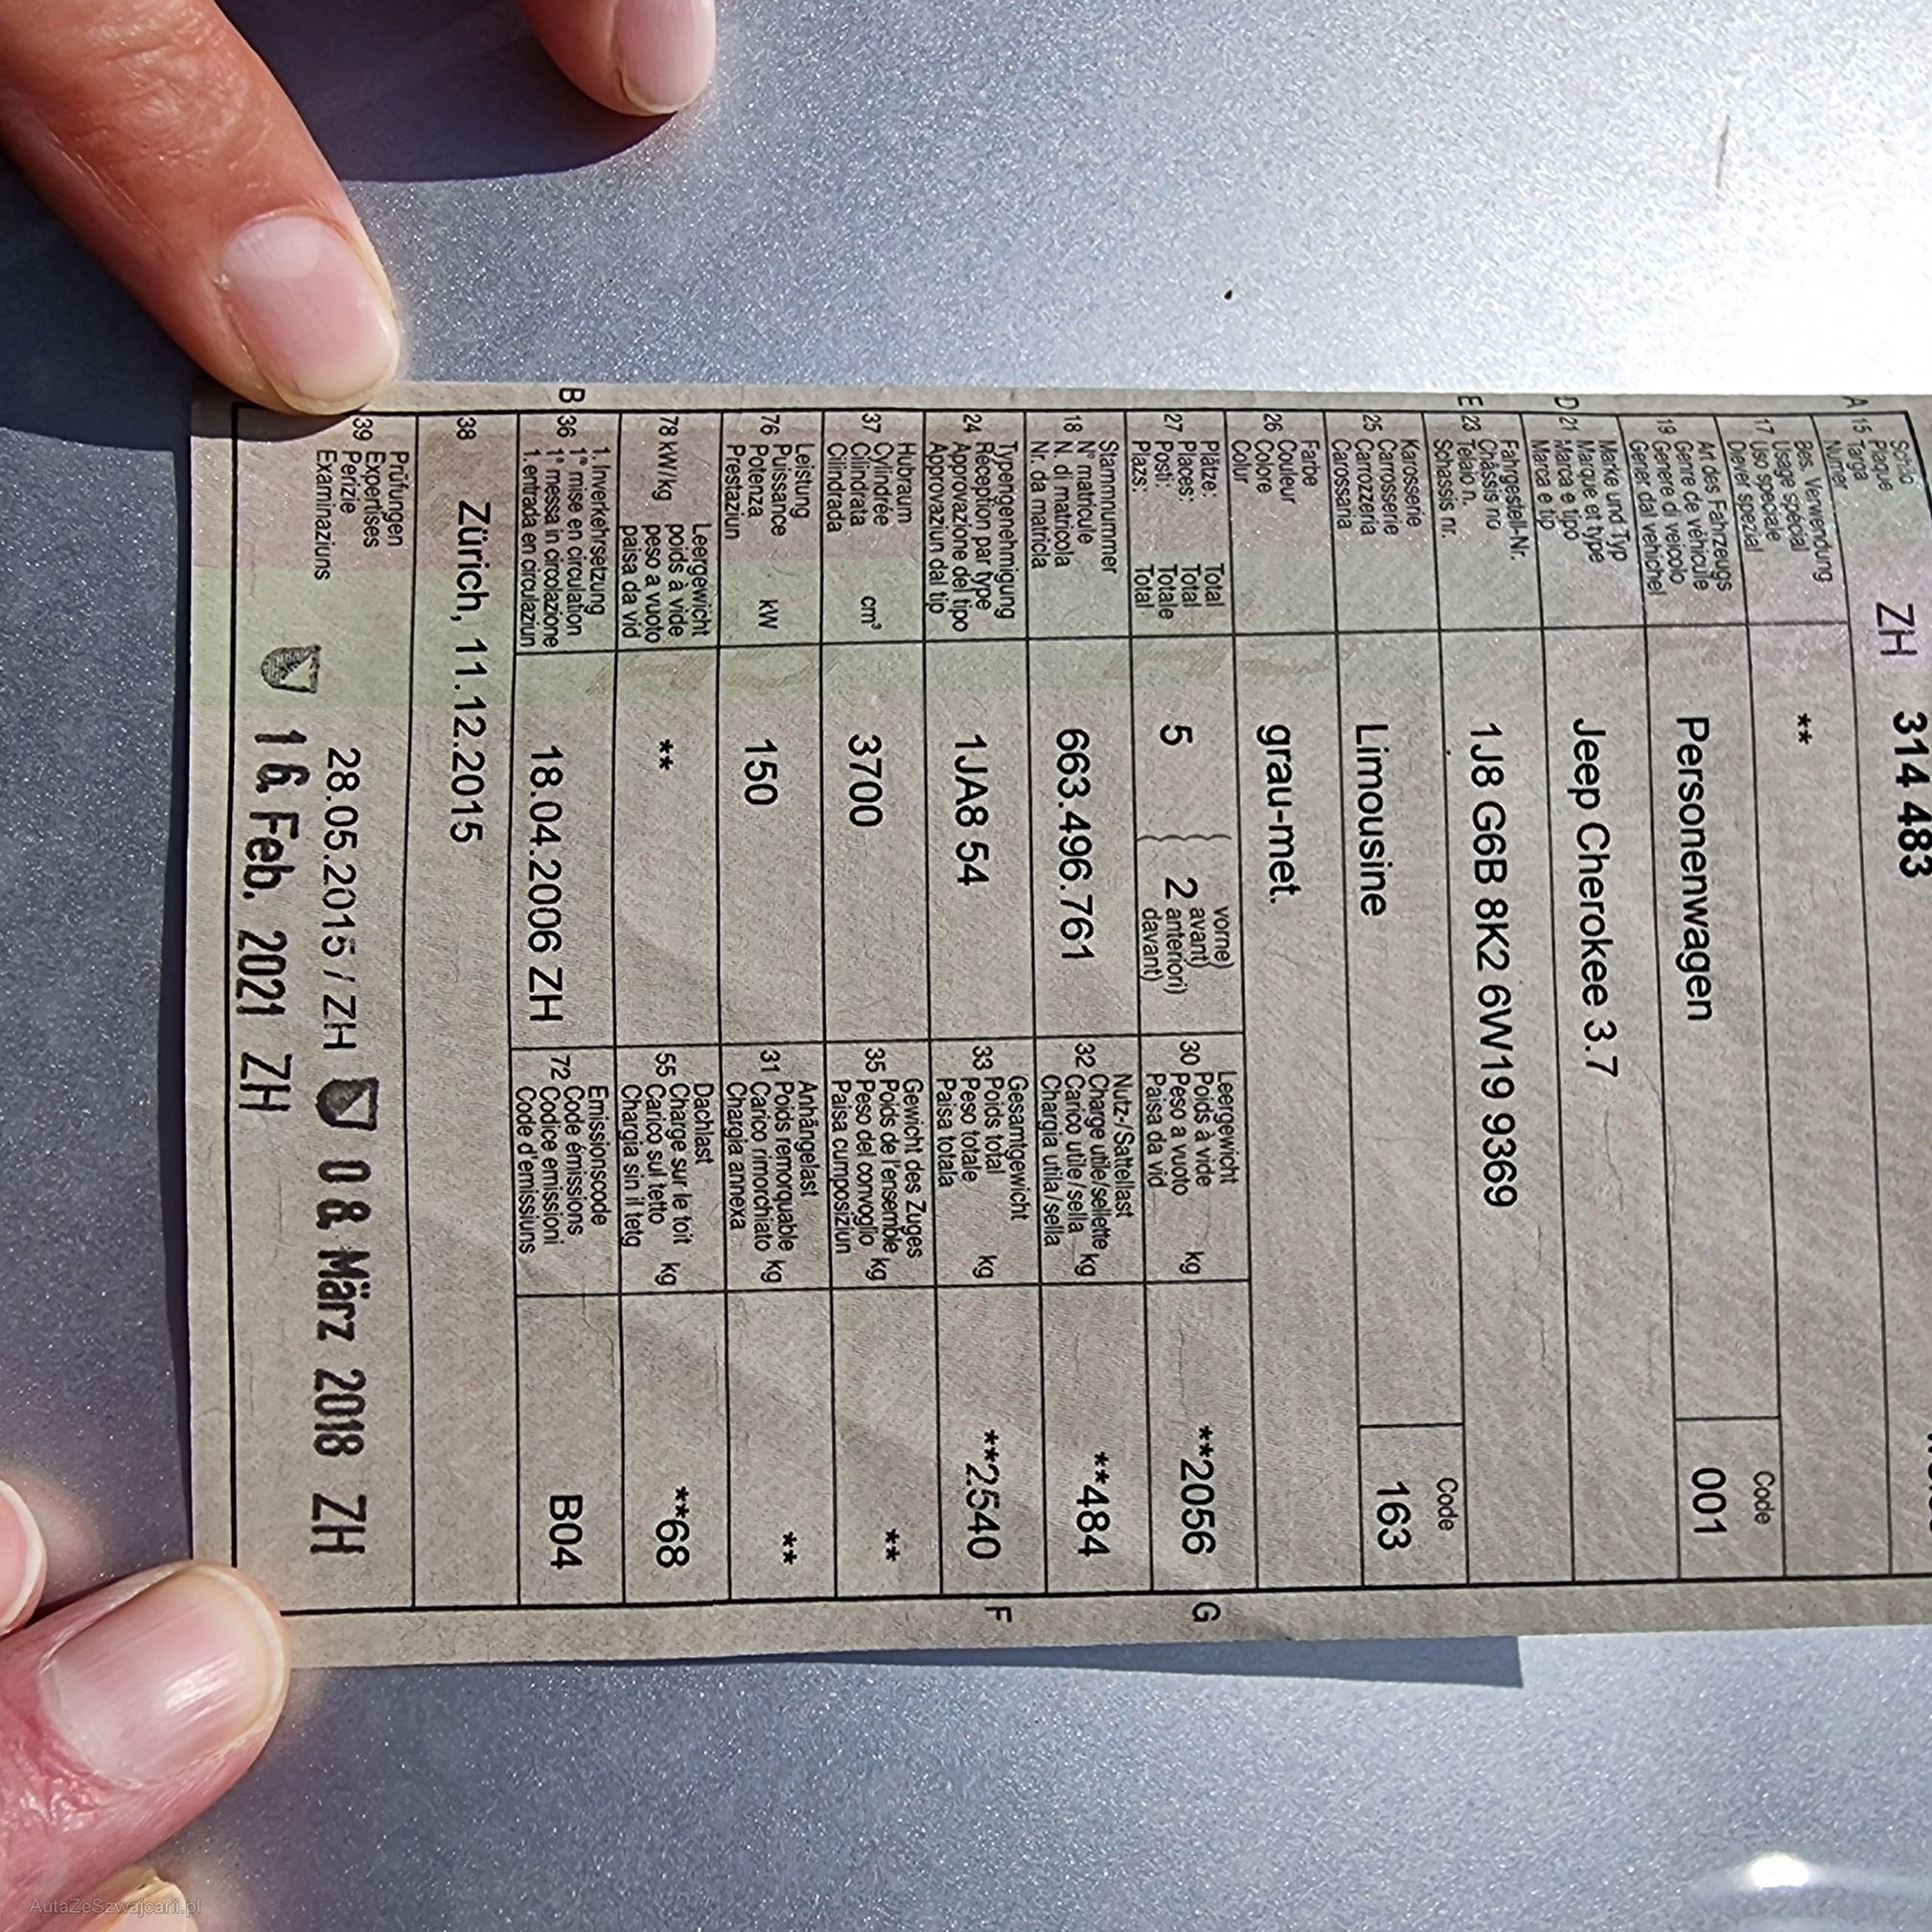 A 15 Schild
Plaque
Targa
Numer
ZH 314 483
17 Bes. Verwendung
Usage spécial
Uso speciale
Diever spezial
**
19 Art des Fahrzeugs
Genre de véhicule
Genere di veicolo
Gener dal vehichel
Personenwagen
Code
001
D 21 Marke und Typ
Marque et type
Marca e tipo
Marca e tip
Jeep Cherokee 3.7
E 23 Fahrgestell-Nr.
Châssis no
Telaio n.
Schassis nr.
1J8 G6B 8K2 6W19 9369
25 Karosserie
Carrosserie
Carrozzeria
Carossaria
Limousine
Code
163
26 Farbe
Couleur
Colore
Colur
grau-met.
27 Plätze: Total
Places: Total
Posti: Totale
Plazs: Total
5
2
vorne)
avant)
anteriori)
davant)
30 Leergewicht
Poids à vide
Peso a vuoto kg
Paisa da vid
**2056 G
18 Stammnummer
N° matricule
N. di matricola
Nr. da matricla
663.496.761
32 Nutz-/Sattellast
Charge utile/sellette
Carico utile/sella kg
Chargia utila/sella
**484
24 Typengenehmigung
Réception par type
Approvazione del tipo
Approvaziun dal tip
1JA8 54
33 Gesamtgewicht
Poids total
Peso totale kg
Paisa totala
**2540 F
37 Hubraum
Cylindrée
Cilindrata cm³
Cilindrada
3700
35 Gewicht des Zuges
Poids de l'ensemble
Peso del convoglio kg
Paisa cumposiziun
**
76 Leistung
Puissance
Potenza kW
Prestaziun
150
31 Anhängelast
Poids remorquable
Carico rimorchiato kg
Chargia annexa
**
78 kW/kg
Leergewicht
poids à vide
peso a vuoto
paisa da vid
**
55 Dachlast
Charge sur le toit
Carico sul tetto kg
Chargia sin il tetg
**68
B 36 1. Inverkehrsetzung
1re mise en circulation
1a messa in circolazione
1. entrada en circulaziun
18.04.2006 ZH
72 Emissionscode
Code émissions
Codice emissioni
Code d'emissiuns
B04
38 Zürich, 11.12.2015
39 Prüfungen
Expertises
Perizie
Examinaziuns
28.05.2015 / ZH 08. März 2018 ZH
16. Feb. 2021 ZH
AutaZeSzwajcarii.pl